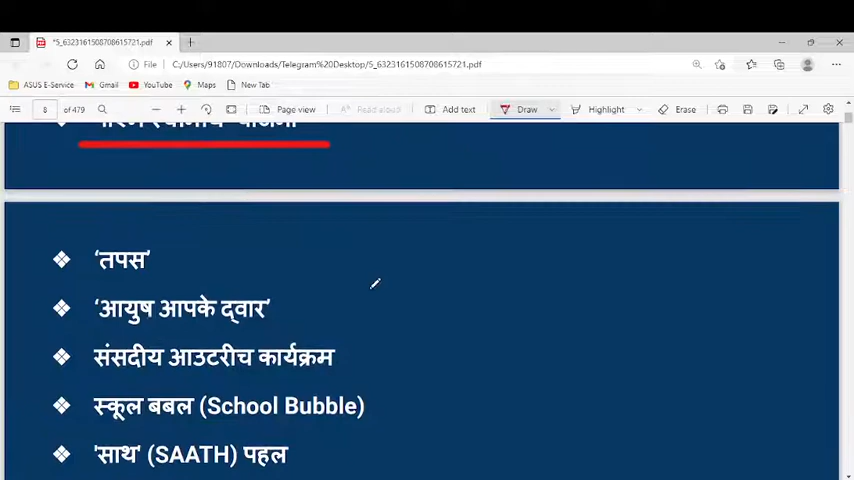 5_6323161508708615721.pdf
File
C:/Users/91807/Downloads/Telegram%20Desktop/5_6323161508708615721.pdf
ASUS E-Service
Gmail
YouTube
Maps
New Tab
8
of 479
Page view
Read aloud
Add text
Draw
Highlight
Erase
❖ ‘तपस’
❖ ‘आयुष आपके द्वार’
❖ संसदीय आउटरीच कार्यक्रम
❖ स्कूल बबल (School Bubble)
❖ 'साथ' (SAATH) पहल